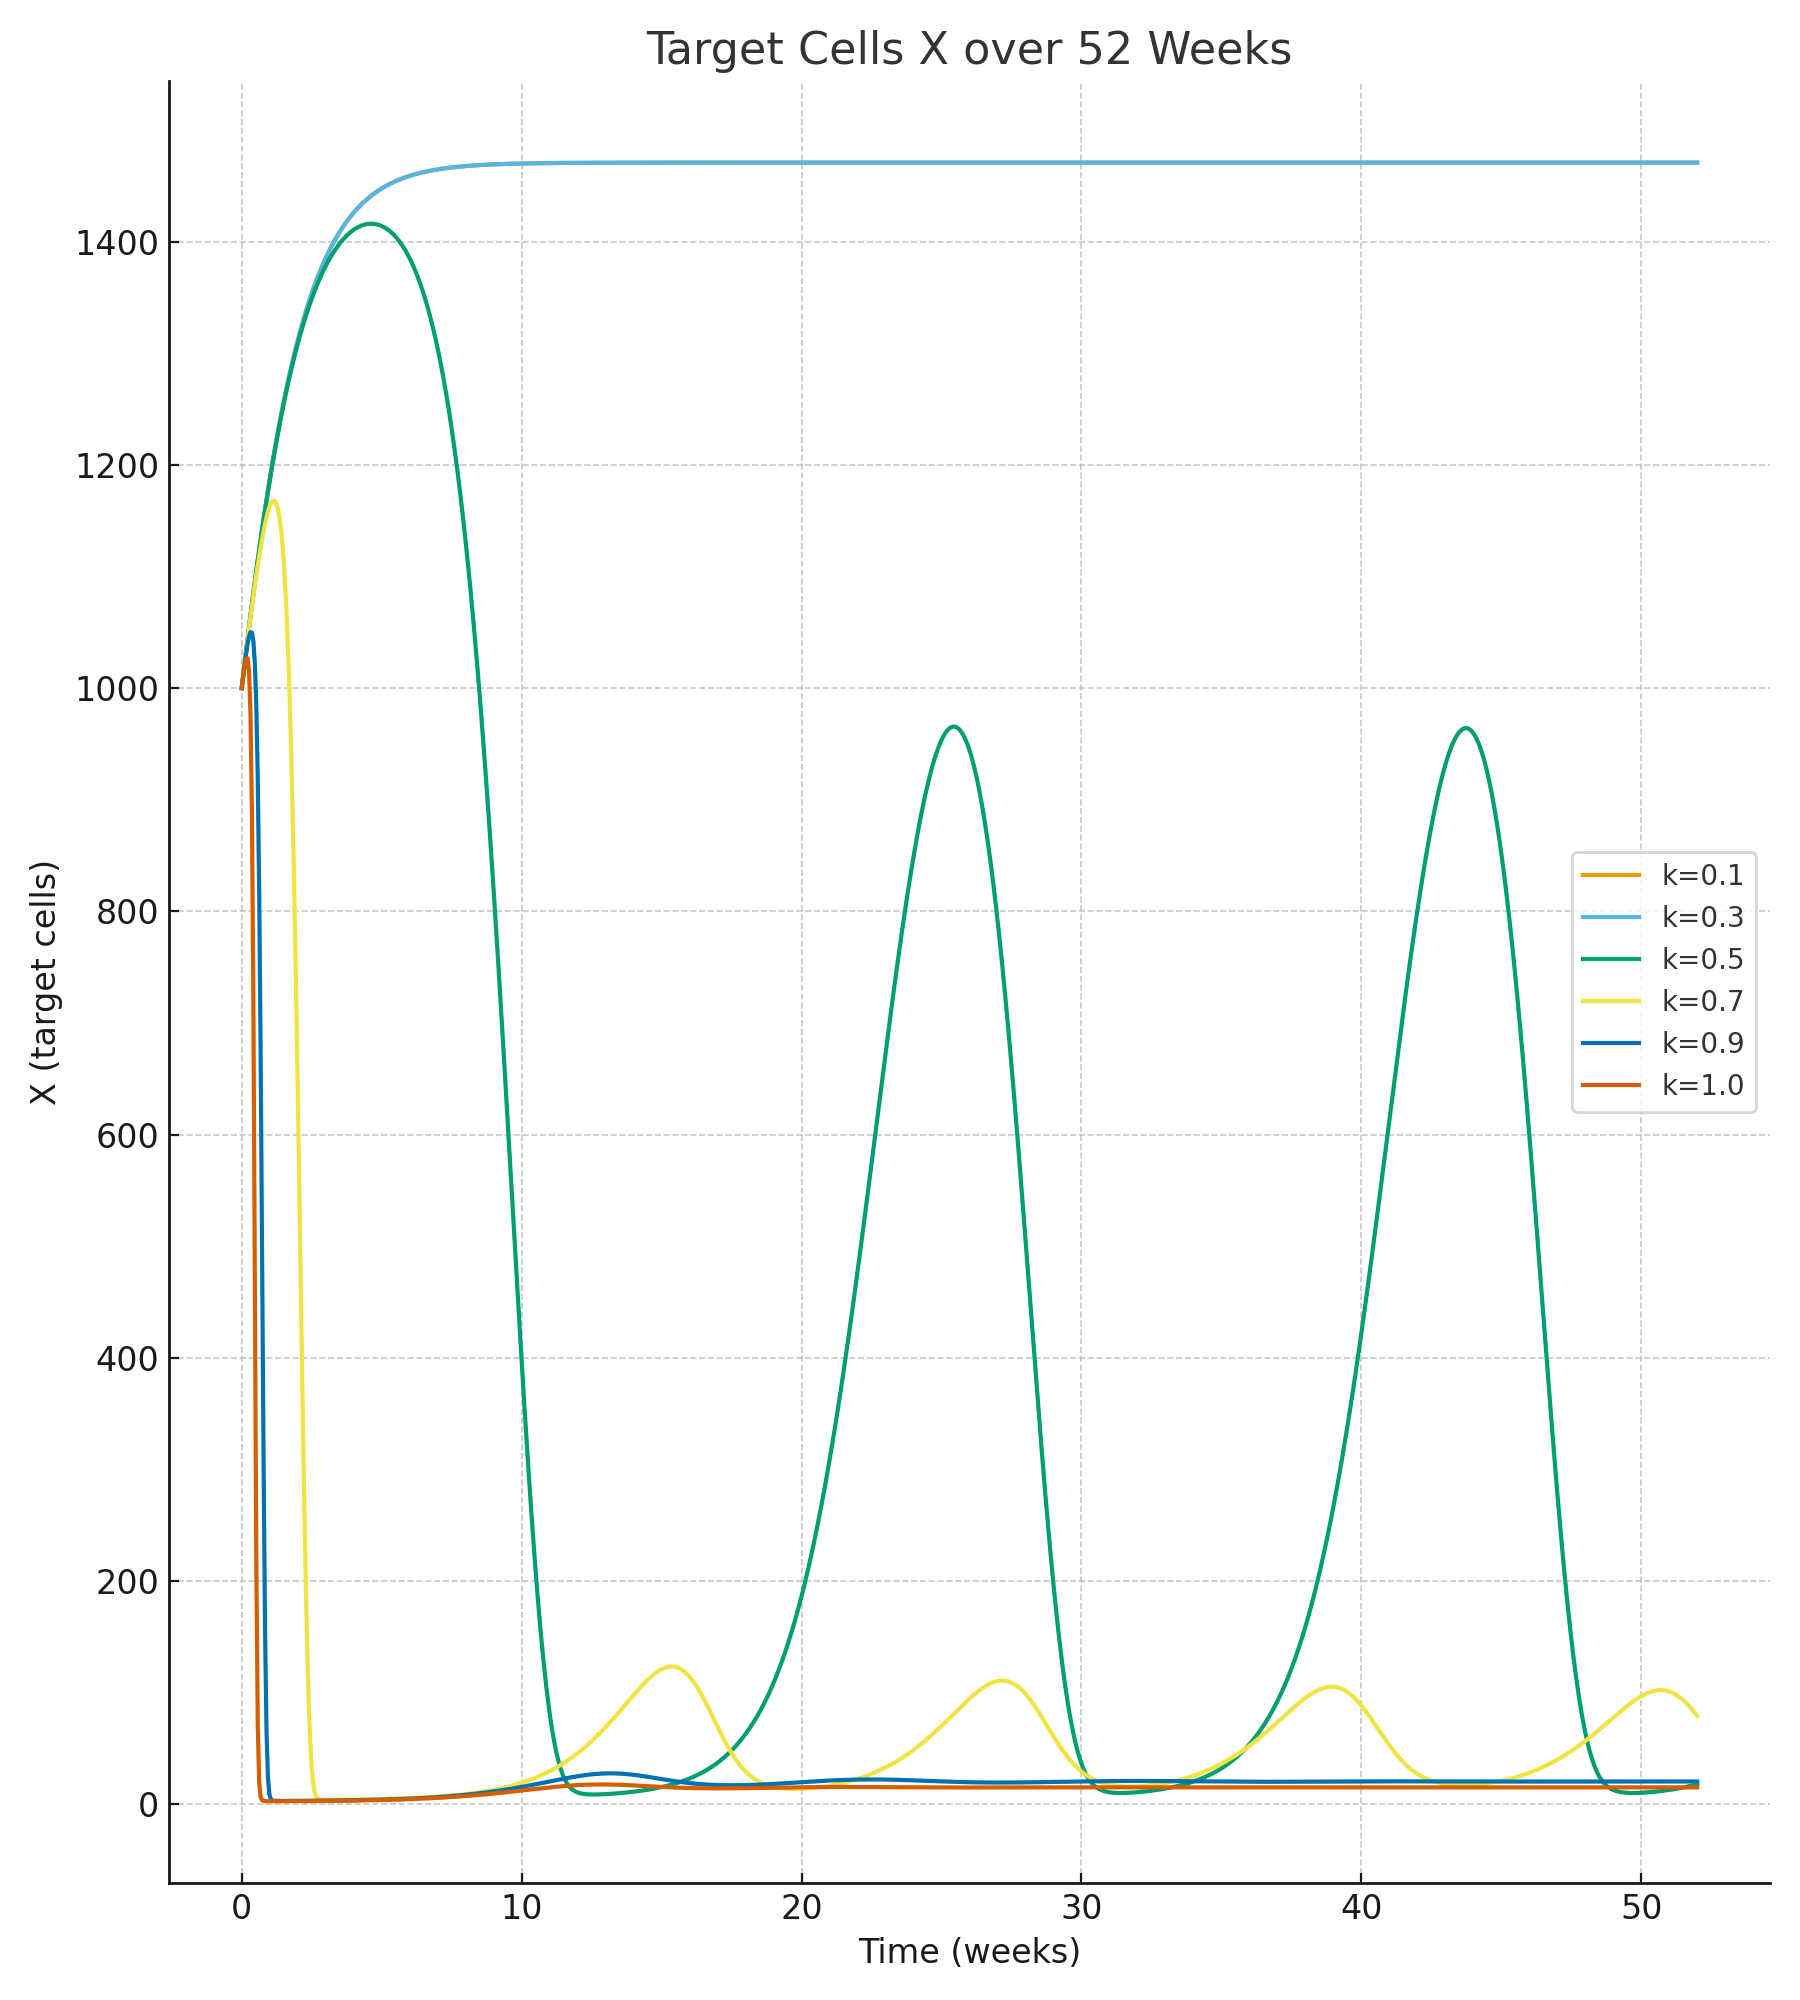 Target Cells X over 52 Weeks
X (target cells)
1400
1200
1000
800
600
400
200
0
k=0.1
k=0.3
k=0.5
k=0.7
k=0.9
k=1.0
0 10 20 30 40 50
Time (weeks)